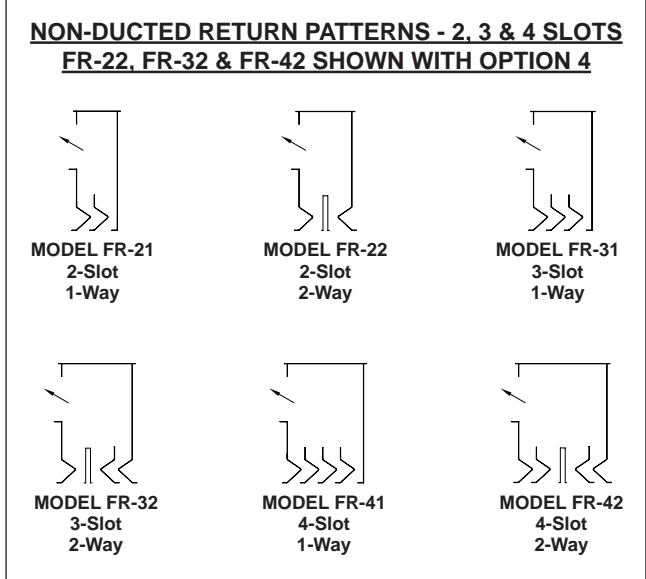 NON-DUCTED RETURN PATTERNS - 2, 3 & 4 SLOTS
FR-22, FR-32 & FR-42 SHOWN WITH OPTION 4
MODEL FR-21
2-Slot
1-Way
MODEL FR-22
2-Slot
2-Way
MODEL FR-31
3-Slot
1-Way
MODEL FR-32
3-Slot
2-Way
MODEL FR-41
4-Slot
1-Way
MODEL FR-42
4-Slot
2-Way